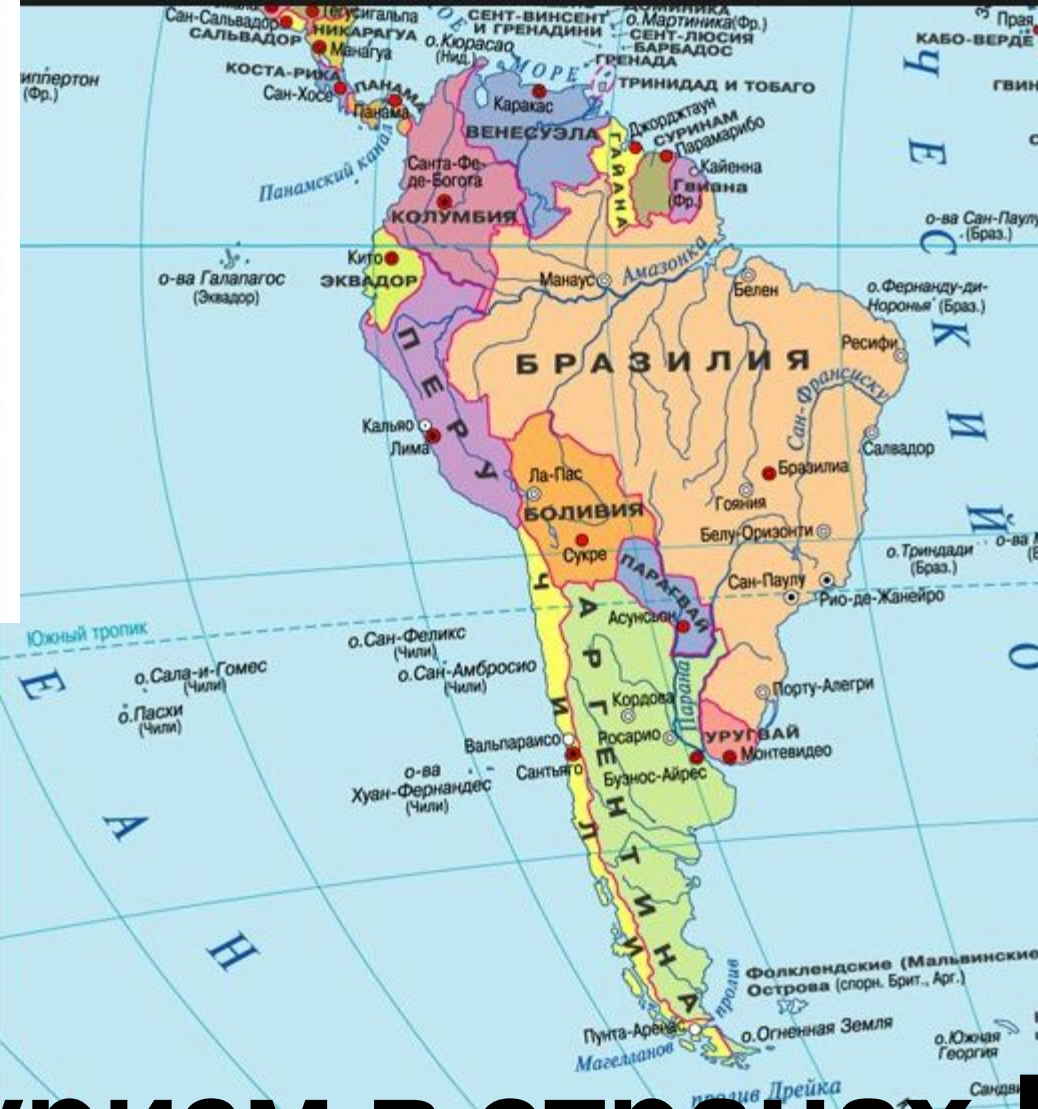 Тегусигальпа
Сан-Сальвадор
САЛЬВАДОР
НИКАРАГУА
Манагуа
КОСТА-РИКА
Сан-Хосе
ПАНАМА
Панама
Панамский канал
о.Кюрасао
(Нид.)
МОРЕ
СЕНТ-ВИНСЕНТ
И ГРЕНАДИНИ
ДОМИНИКА
о.Мартиника(Фр.)
СЕНТ-ЛЮСИЯ
БАРБАДОС
ГРЕНАДА
ТРИНИДАД И ТОБАГО
КАБО-ВЕРДЕ
Прая
(Фр.)
Каракас
ВЕНЕСУЭЛА
Джорджтаун
ГАЙАНА
СУРИНАМ
Парамарибо
Кайенна
Гвиана
(Фр.)
Санта-Фе-
де-Богота
КОЛУМБИЯ
Кито
ЭКВАДОР
о-ва Галапагос
(Эквадор)
о-ва Сан-Паулу
(Браз.)
Манаус
Амазонка
Белен
о.Фернанду-ди-
Норонья (Браз.)
Ресифи
БРАЗИЛИЯ
ПЕРУ
Кальяо
Лима
Сан-Франсиску
Салвадор
Бразилиа
Гояния
Ла-Пас
БОЛИВИЯ
Сукре
Белу-Оризонти
о.Триндади
(Браз.)
о-ва
ПАРАГВАЙ
Асунсьон
Сан-Паулу
Рио-де-Жанейро
Южный тропик
о.Сан-Феликс
(Чили)
о.Сан-Амбросио
(Чили)
о.Сала-и-Гомес
(Чили)
о.Пасхи
(Чили)
ЧИЛИ
АРГЕНТИНА
Парана
Порту-Алегри
Кордова
Росарио
УРУГВАЙ
Монтевидео
Буэнос-Айрес
Вальпараисо
Сантьяго
о-ва
Хуан-Фернандес
(Чили)
Е А Н
Ч Е С К И Й
О
Фолклендские (Мальвинские
Острова (спорн. Брит., Арг.)
пролив
Пунта-Аренас
Магелланов
о.Огненная Земля
о.Южная
Георгия
пролив Дрейка
в странах